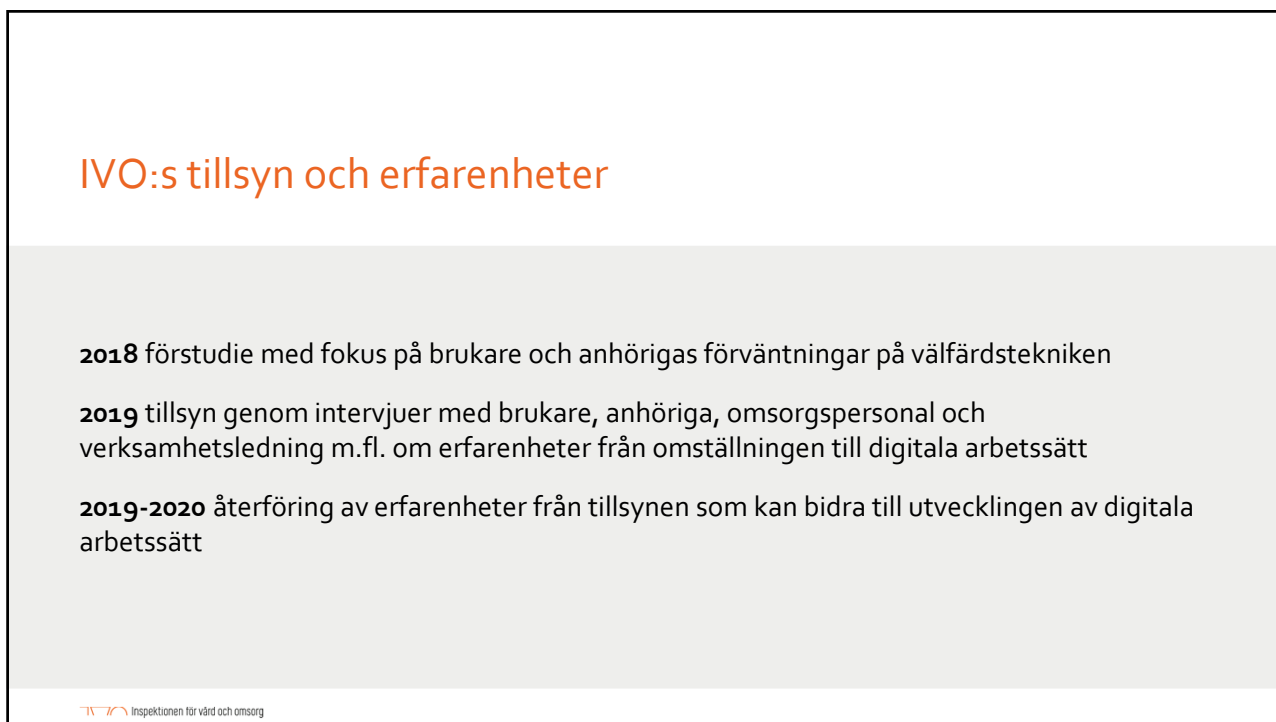 IVO:s tillsyn och erfarenheter
2018 förstudie med fokus på brukare och anhörigas förväntningar på välfärdstekniken
2019 tillsyn genom intervjuer med brukare, anhöriga, omsorgspersonal och
verksamhetsledning m.fl. om erfarenheter från omställningen till digitala arbetssätt
2019-2020 återföring av erfarenheter från tillsynen som kan bidra till utvecklingen av digitala
arbetssätt
Inspektionen för vård och omsorg